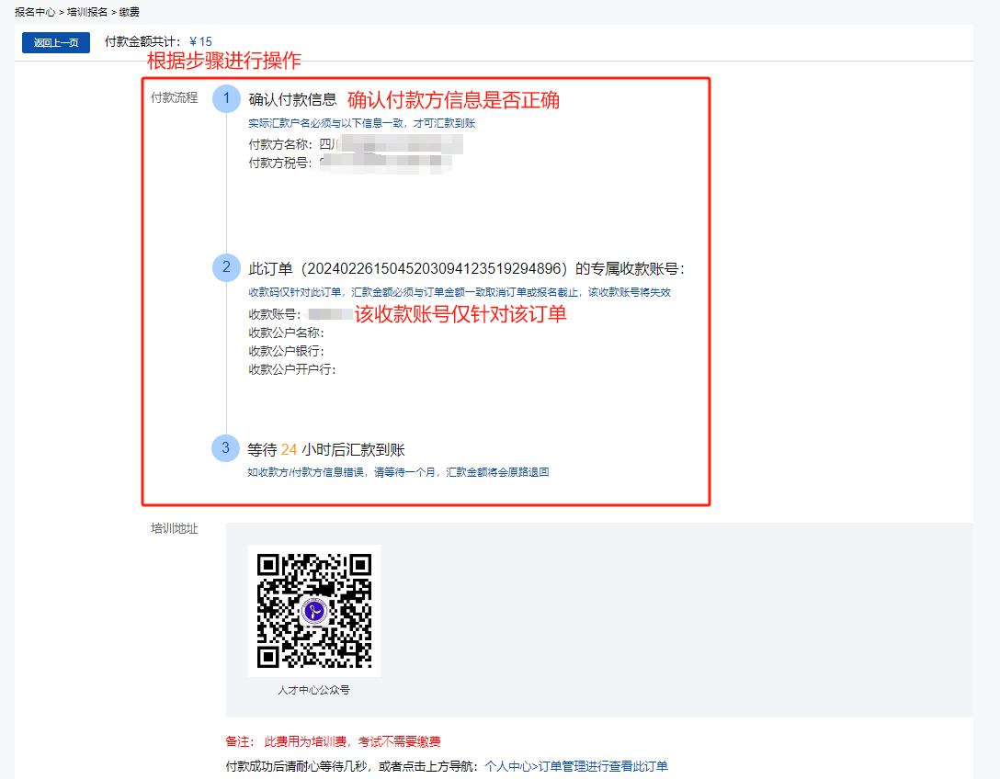 报名中心 > 培训报名 > 缴费
返回上一页 付款金额共计：￥15
根据步骤进行操作
付款流程 1 确认付款信息 确认付款方信息是否正确
实际汇款户名必须与以下信息一致，才可汇款到账
付款方名称：四川
付款方税号：
2 此订单（2024022615045203094123519294896）的专属收款账号：
收款码仅针对此订单，汇款金额必须与订单金额一致取消订单或报名截止，该收款账号将失效
收款账号： 该收款账号仅针对该订单
收款公户名称：
收款公户银行：
收款公户开户行：
3 等待 24 小时后汇款到账
如收款方/付款方信息错误，请等待一个月，汇款金额将会原路退回
培训地址
人才中心公众号
备注： 此费用为培训费，考试不需要缴费
付款成功后请耐心等待几秒，或者点击上方导航：个人中心>订单管理进行查看此订单